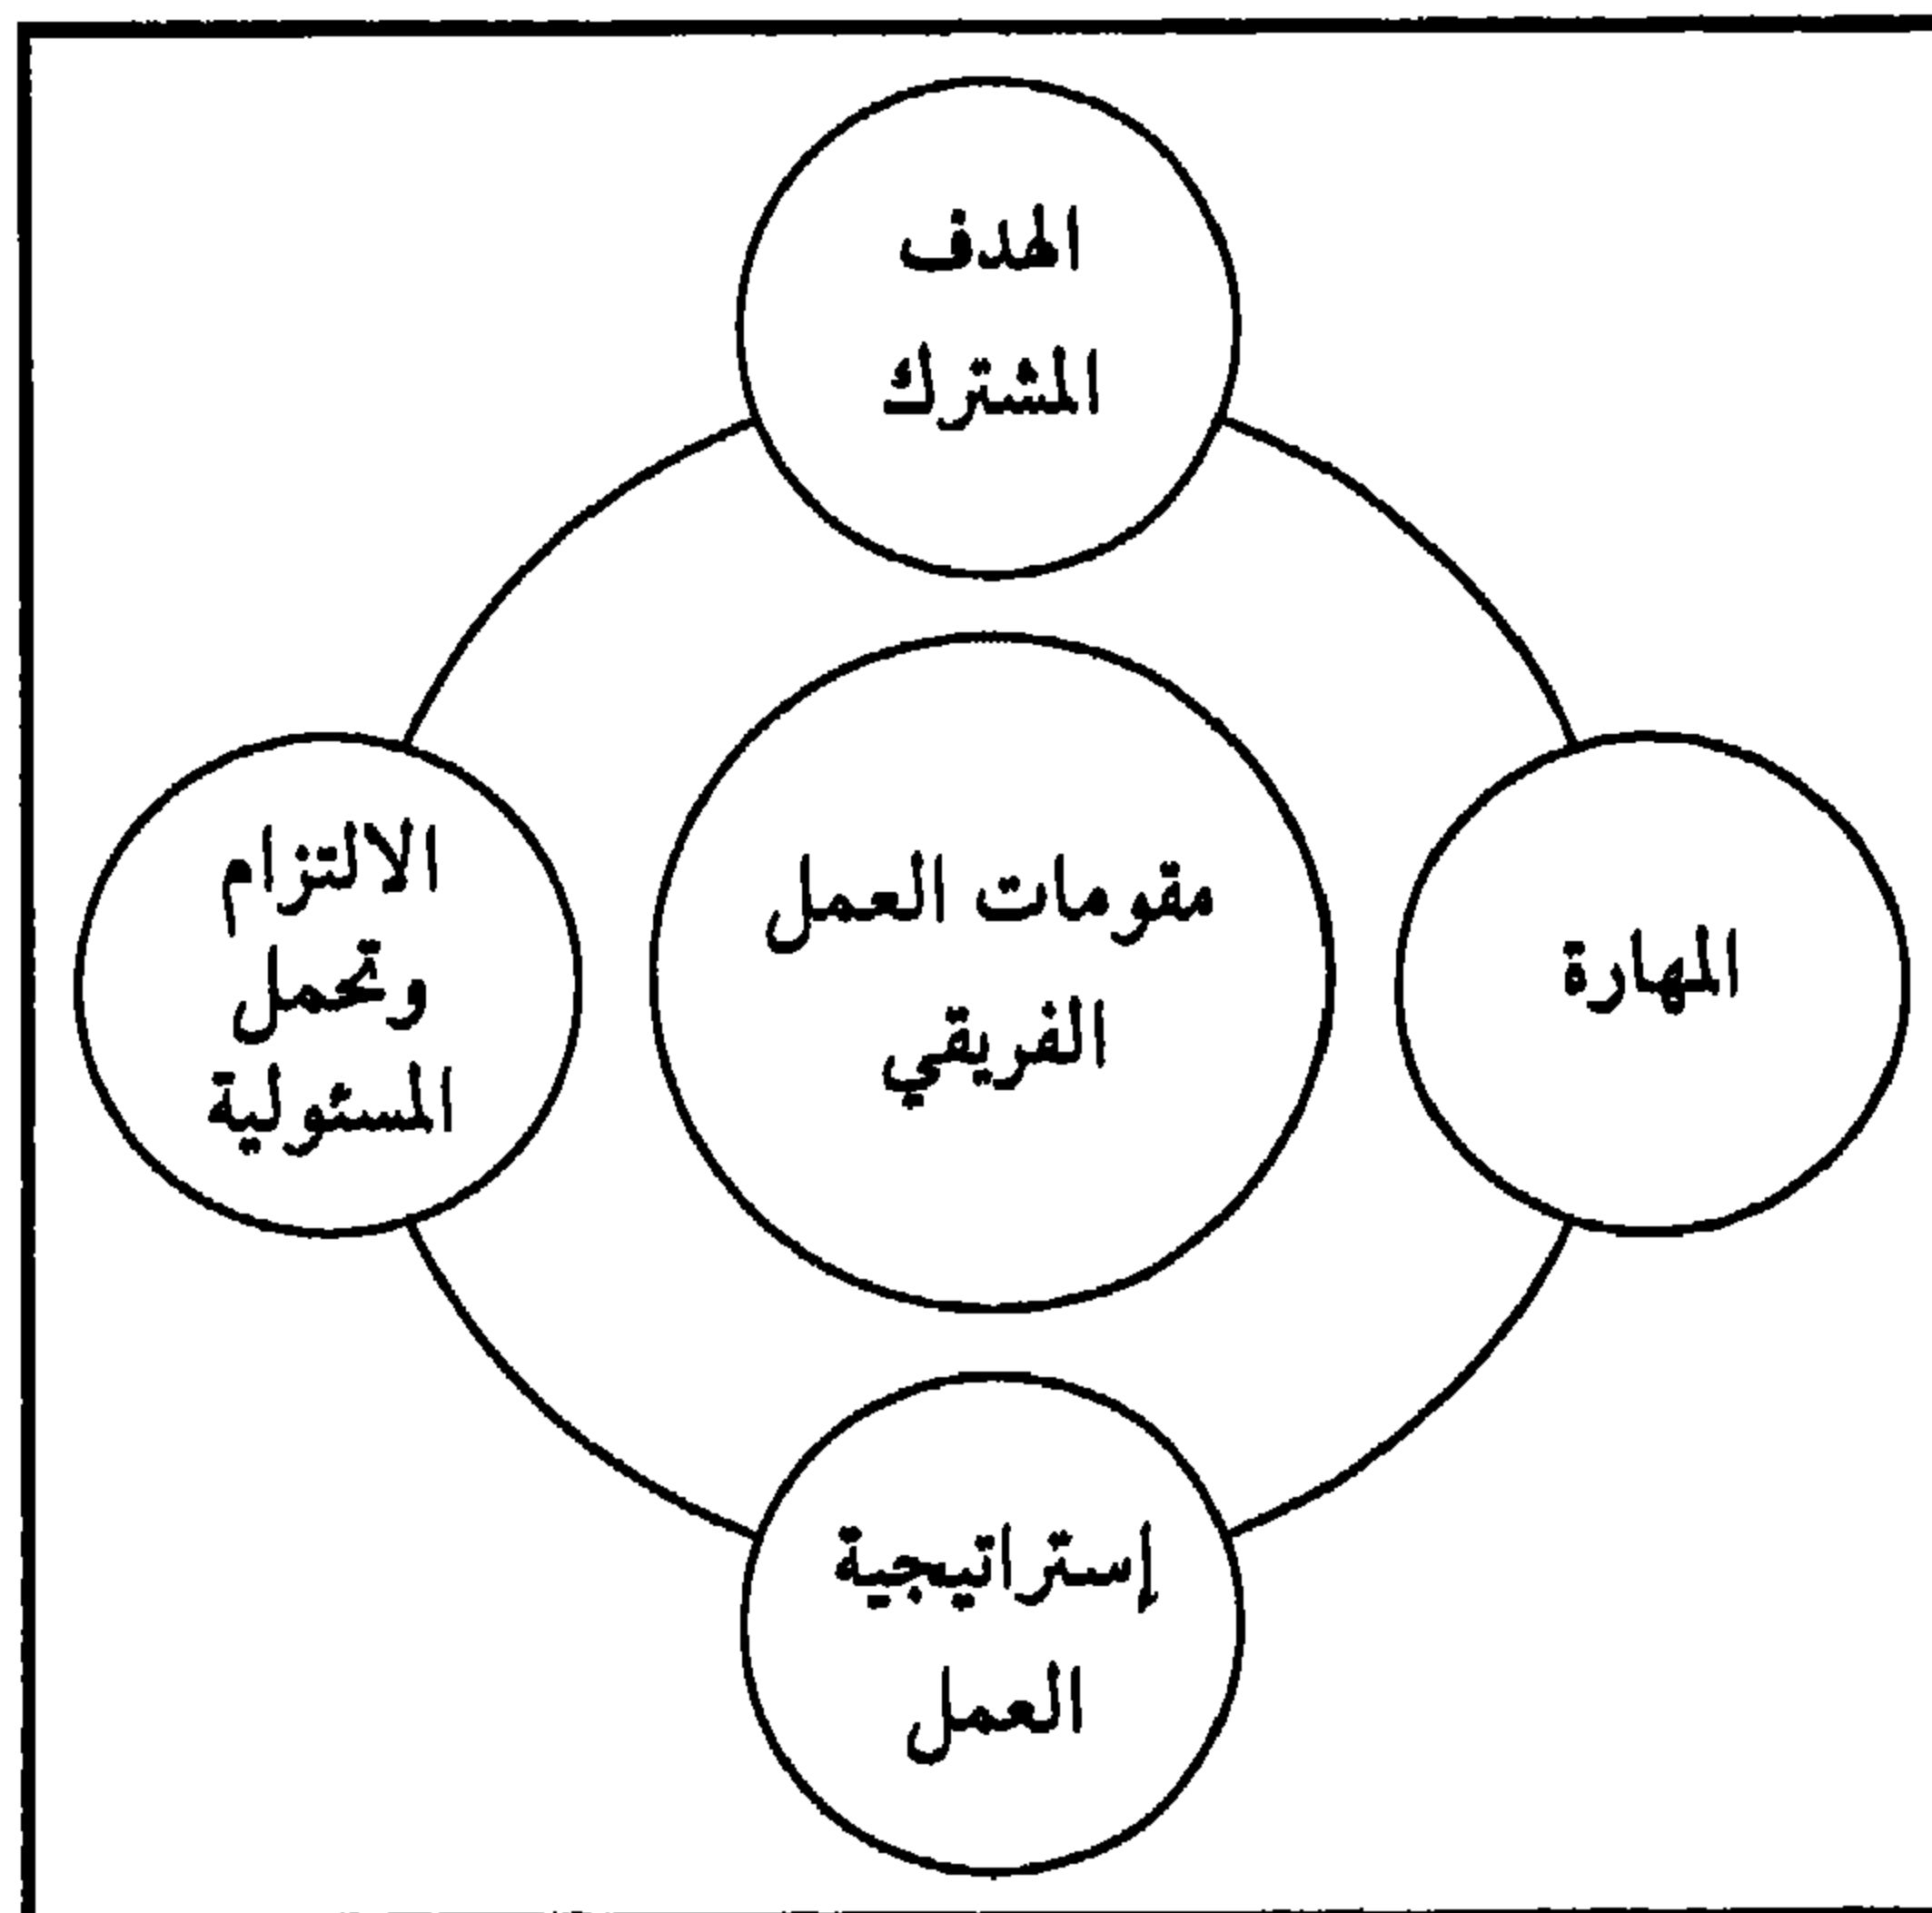 الهدف
المشترك
المهارة
مقومات العمل
الفريقي
الالتزام
وتحمل
المسئولية
إستراتيجية
العمل